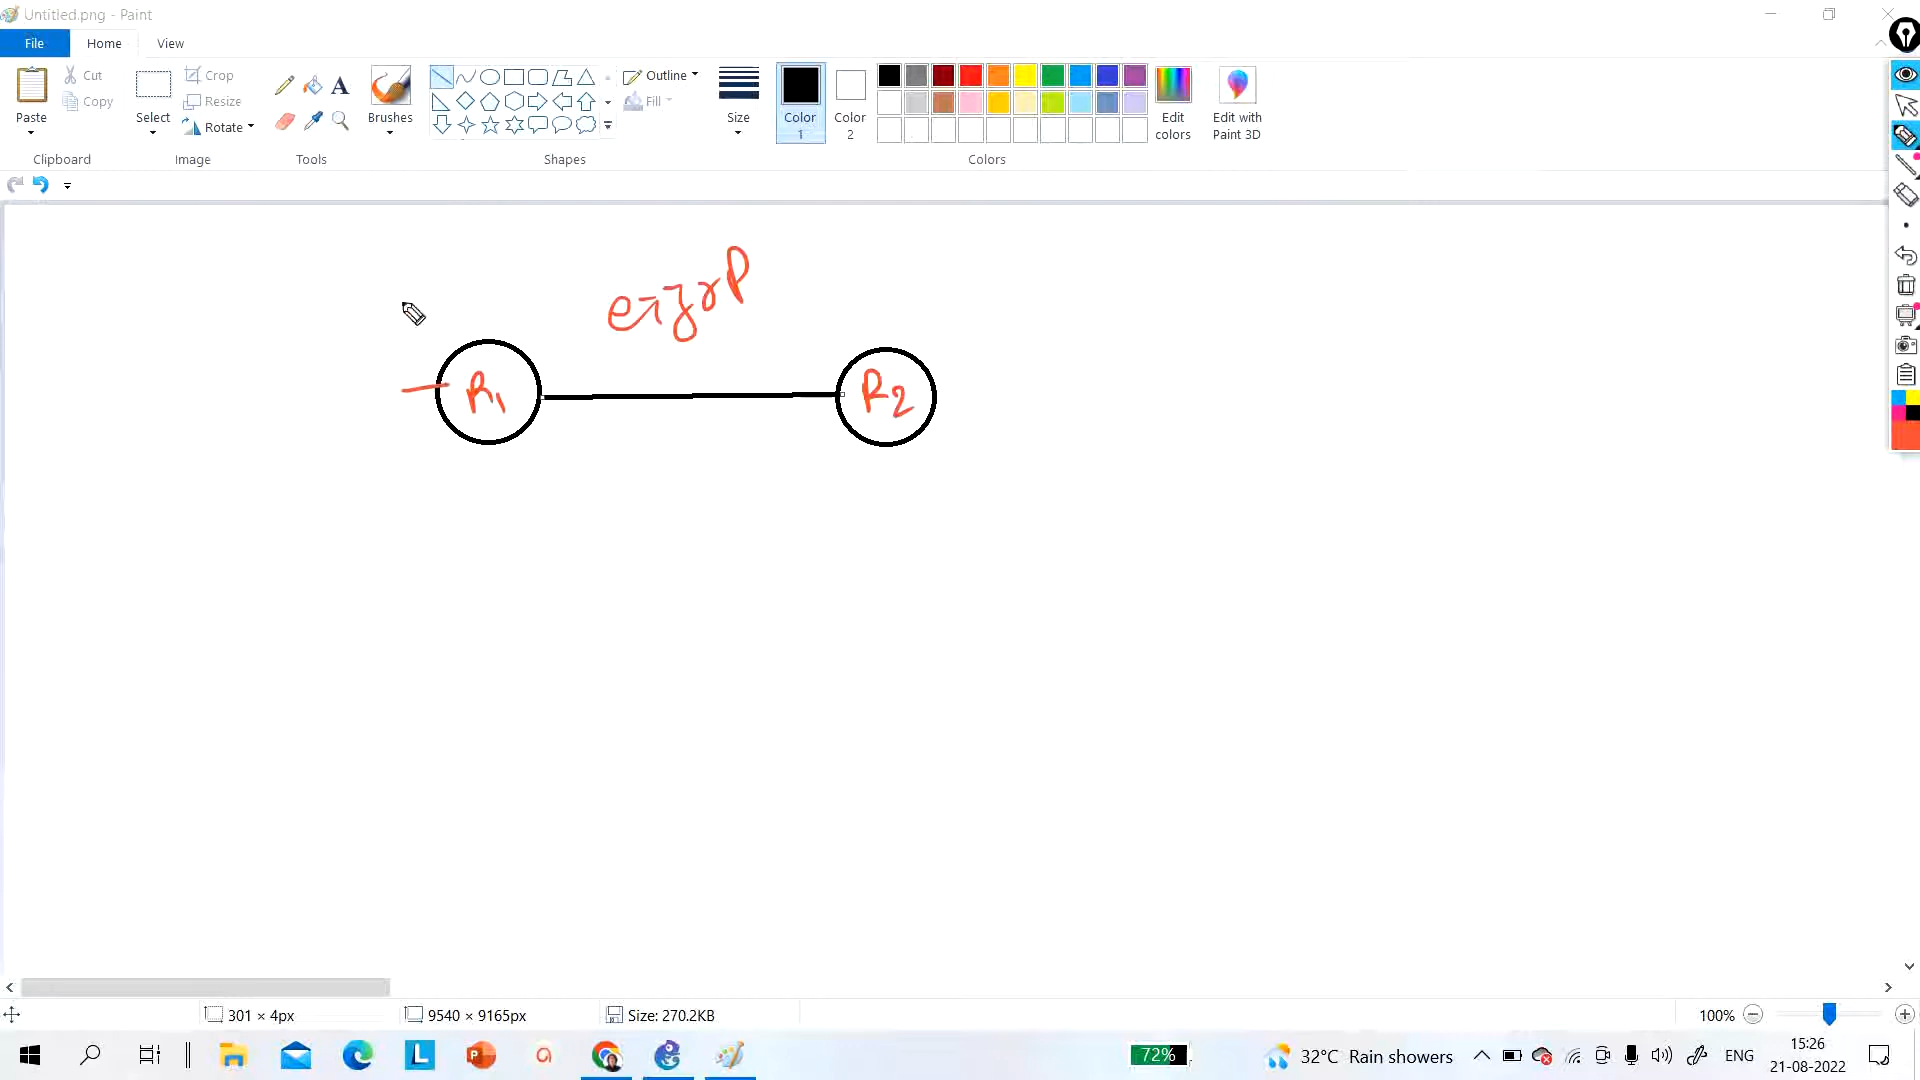 Untitled.png - Paint
File Home View
Paste
Cut
Copy
Clipboard
Select
Crop
Resize
Rotate
Image
Tools
Brushes
Shapes
Outline
Fill
Size
Color 1
Color 2
Colors
Edit colors
Edit with Paint 3D
eigrP
R1
R2
301 × 4px
9540 × 9165px
Size: 270.2KB
100%
72%
32°C Rain showers
ENG
15:26
21-08-2022